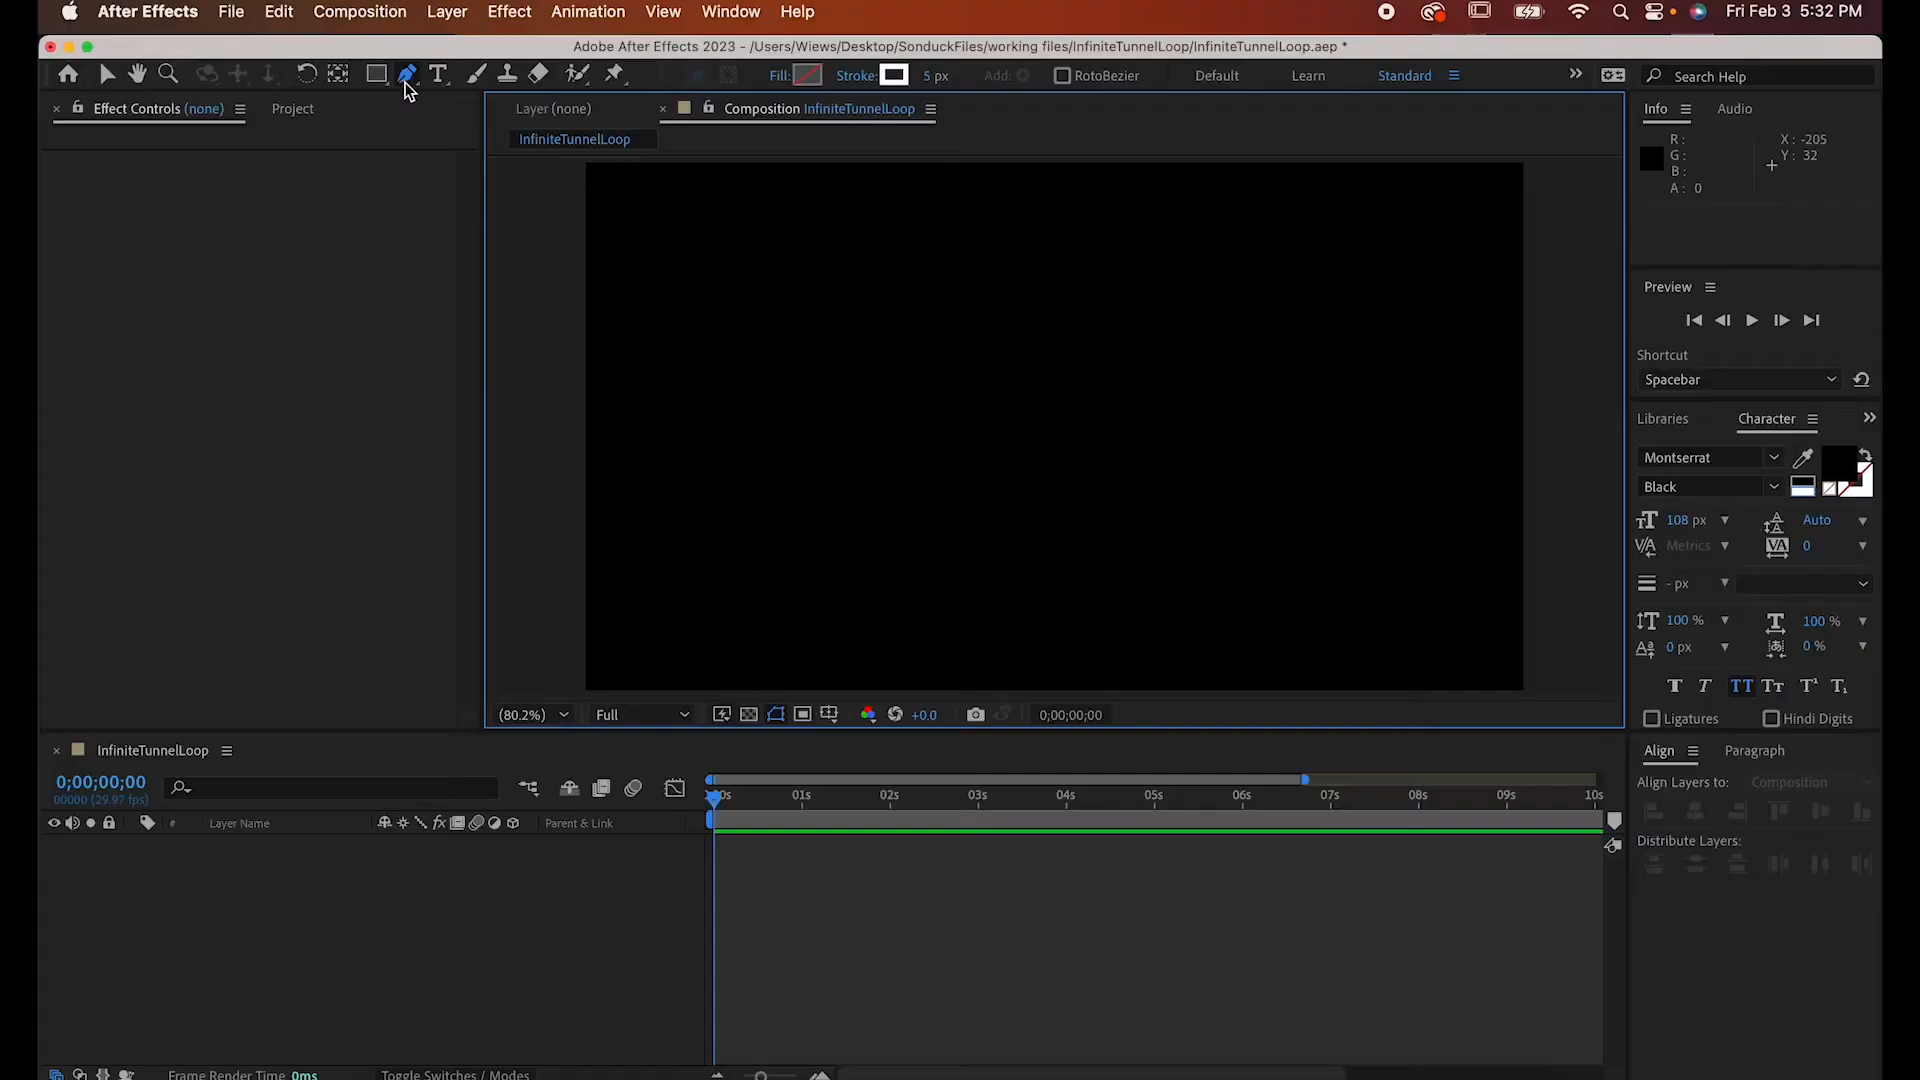 After Effects File Edit Composition Layer Effect Animation View Window Help Fri Feb 3 5:32 PM
Adobe After Effects 2023 - /Users/Wiews/Desktop/SonduckFiles/working files/InfiniteTunnelLoop/InfiniteTunnelLoop.aep *
Fill: Stroke: 5 px Add: RotoBezier Default Learn Standard Search Help
Effect Controls (none) Project Layer (none) Composition InfiniteTunnelLoop Info Audio
InfiniteTunnelLoop
R: X: -205
G: Y: 32
B:
A: 0
Preview
Shortcut
Spacebar
Libraries Character
Montserrat
Black
108 px Auto
Metrics 0
- px
100 % 100 %
0 px 0 %
Ligatures Hindi Digits
(80.2%) Full +0.0 0;00;00;00
InfiniteTunnelLoop
Align Paragraph
0;00;00;00
00000 (29.97 fps)
Align Layers to: Composition
01s 02s 03s 04s 05s 06s 07s 08s 09s 10s
# Layer Name Parent & Link
Distribute Layers:
Frame Render Time 0ms Toggle Switches / Modes